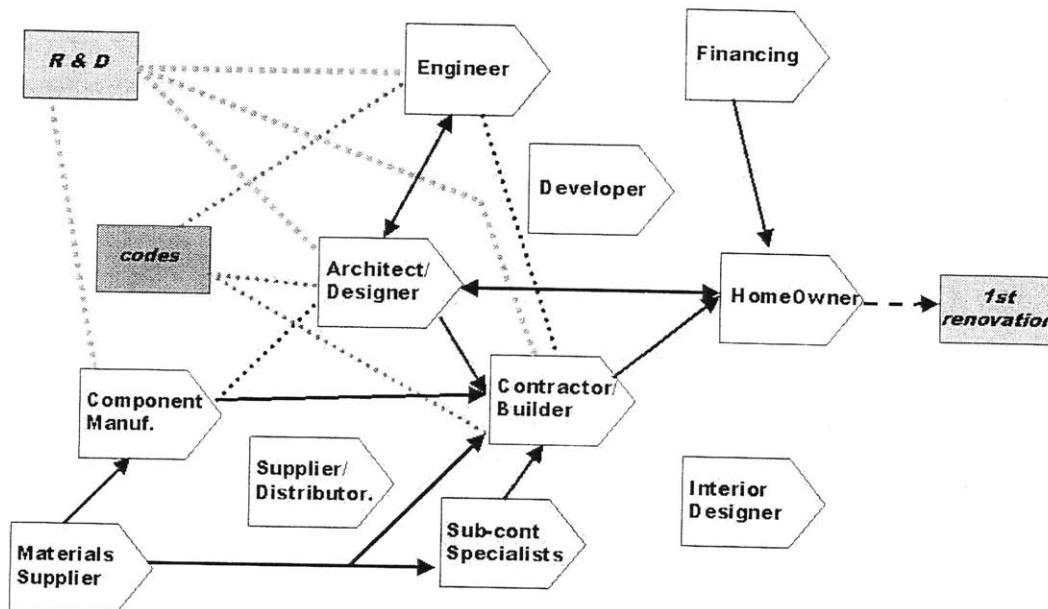 R & D
Engineer
Financing
Developer
codes
Architect/
Designer
HomeOwner
1st
renovation
Component
Manuf.
Contractor/
Builder
Supplier/
Distributor.
Interior
Designer
Materials
Supplier
Sub-cont
Specialists